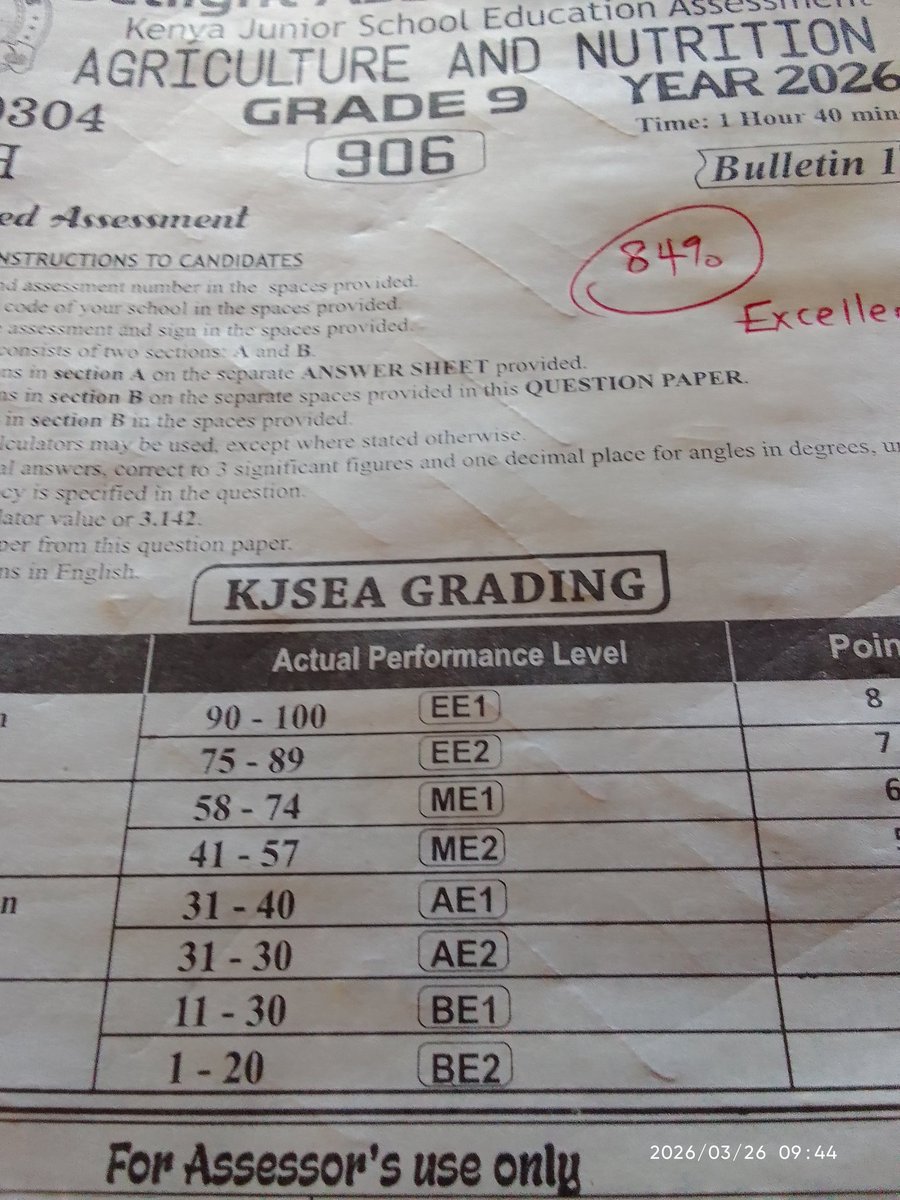 Kenya Junior School Education Assessment
AGRICULTURE AND NUTRITION
GRADE 9
YEAR 2026
0304
Time: 1 Hour 40 min
906
Bulletin 1
ed Assessment
84%
NSTRUCTIONS TO CANDIDATES
Excelle
nd assessment number in the spaces provided.
code of your school in the spaces provided.
e assessment and sign in the spaces provided.
consists of two sections: A and B.
ns in section A on the separate ANSWER SHEET provided.
ns in section B on the separate spaces provided in this QUESTION PAPER.
in section B in the spaces provided.
lculators may be used, except where stated otherwise.
al answers, correct to 3 significant figures and one decimal place for angles in degrees, un
cy is specified in the question.
lator value or 3.142.
per from this question paper.
ns in English.
KJSEA GRADING
Actual Performance Level Poin
90 - 100 EE1 8
75 - 89 EE2 7
58 - 74 ME1 6
41 - 57 ME2
n 31 - 40 AE1
31 - 30 AE2
11 - 30 BE1
1 - 20 BE2
For Assessor's use only
2026/03/26 09:44